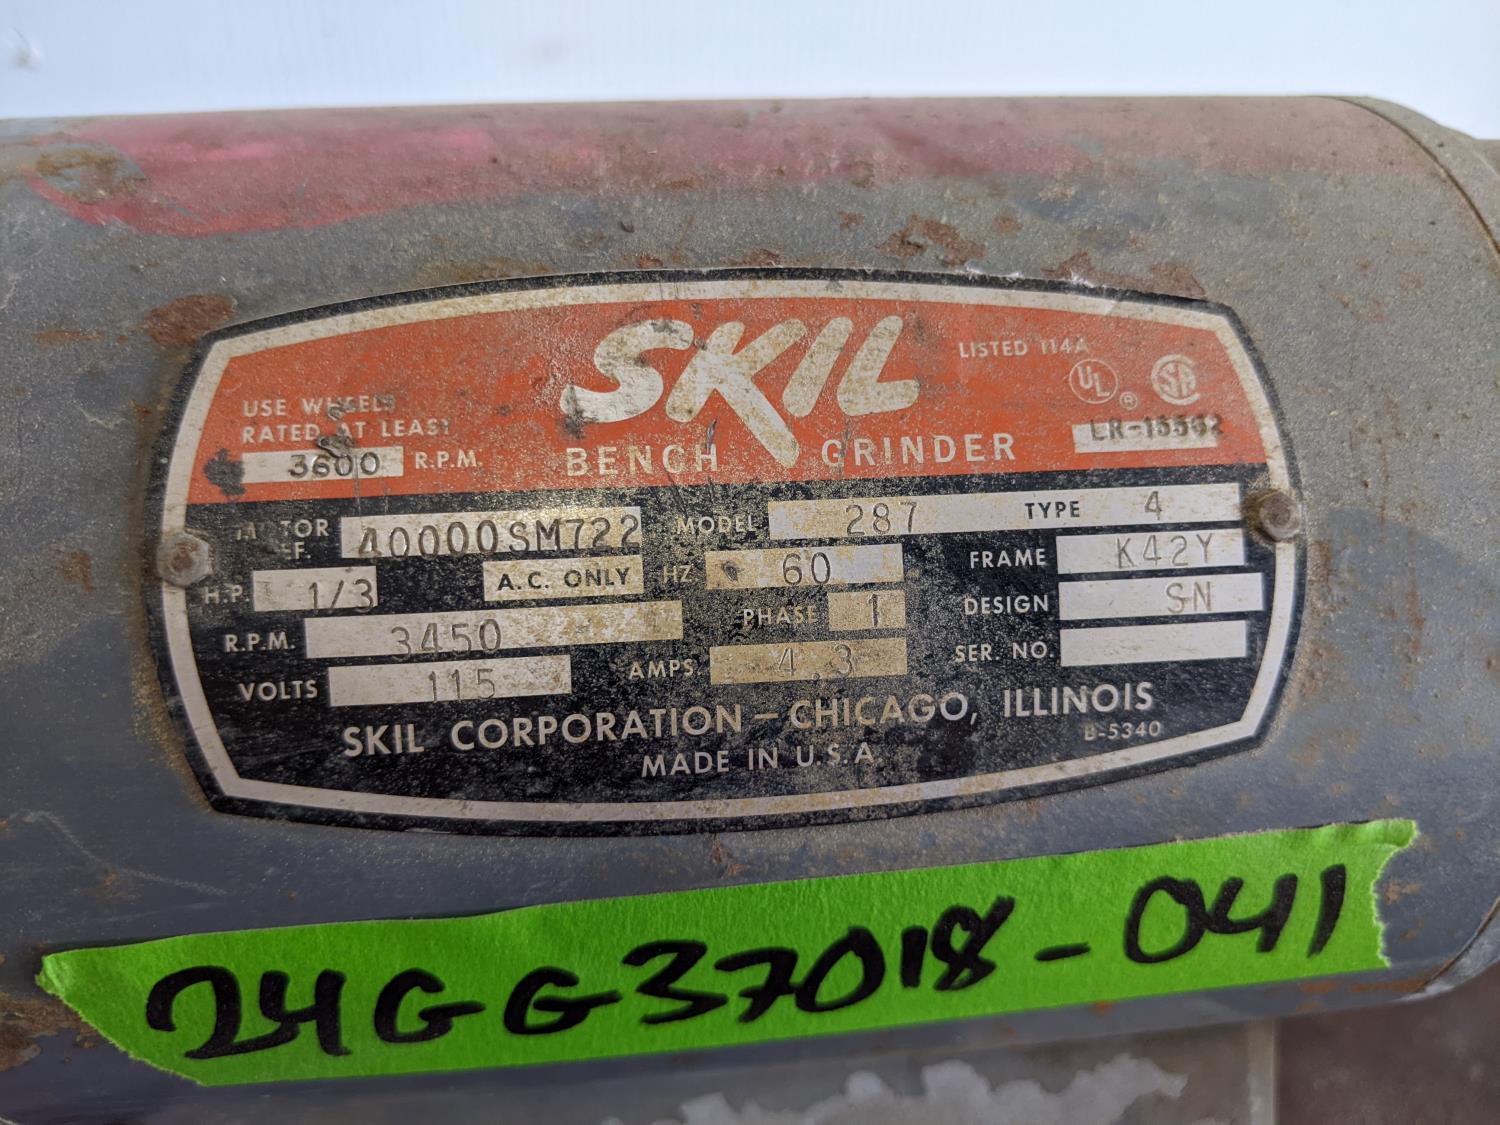 SKIL
LISTED 114A
UL ® SA
USE WHEELS
RATED AT LEAST
3600 R.P.M.
BENCH GRINDER
MOTOR REF. 40000SM722
MODEL 287 TYPE 4
H.P. 1/3 A.C. ONLY HZ 60 FRAME K42Y
R.P.M. 3450 PHASE 1 DESIGN SN
VOLTS 115 AMPS 4.3 SER. NO.
SKIL CORPORATION – CHICAGO, ILLINOIS
B-5340
MADE IN U.S.A
24GG37018-041